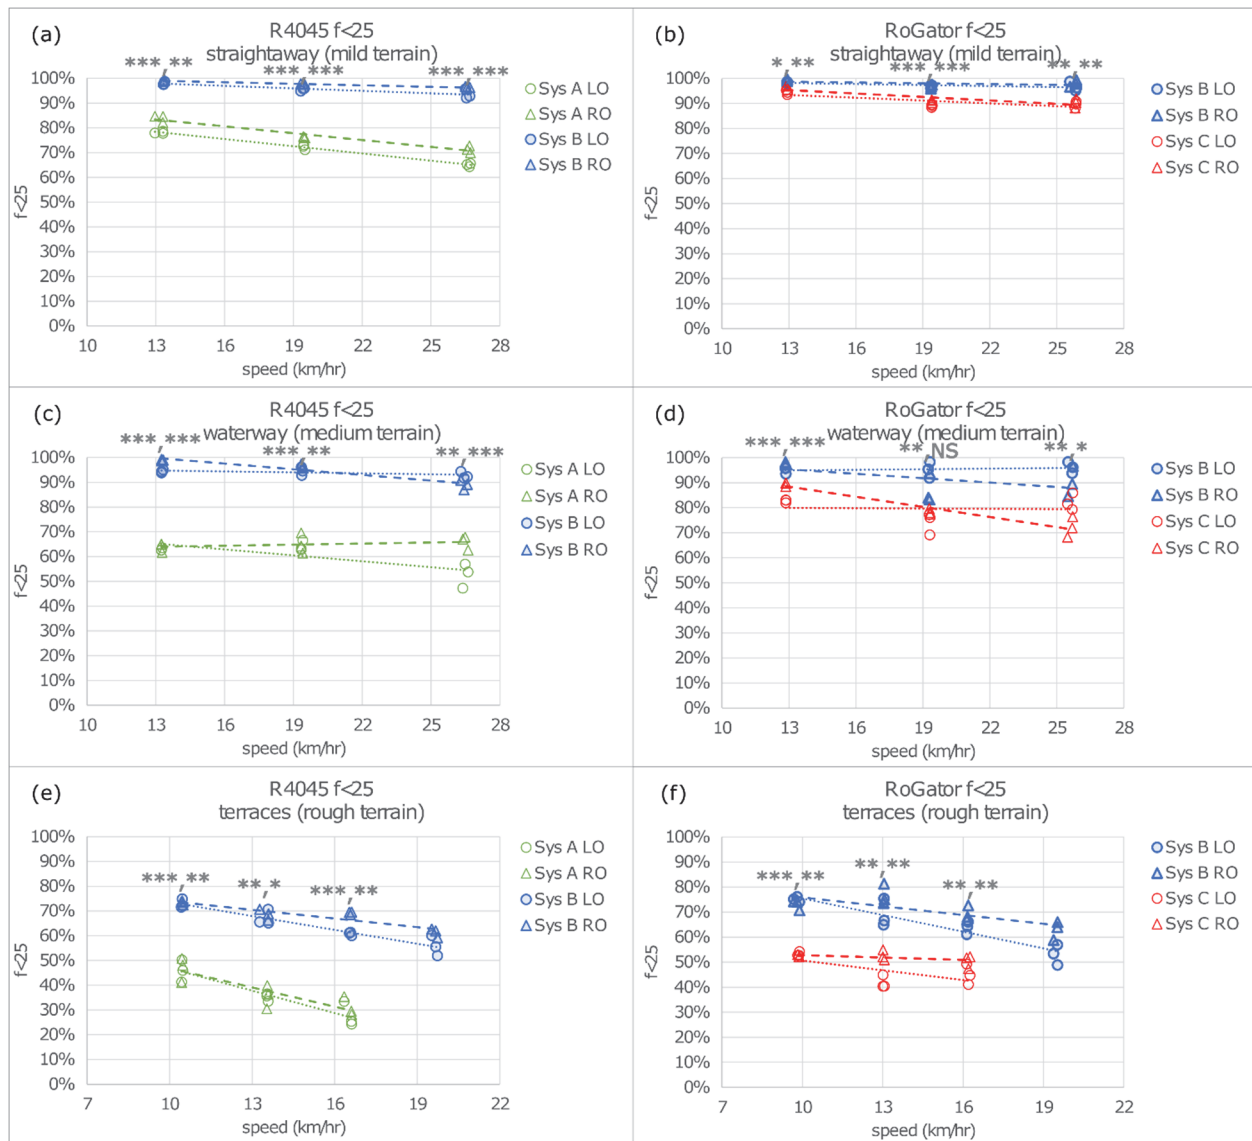 (a)
R4045 f<25
straightaway (mild terrain)
*** ** *** *** *** ***
100%
90%
80%
70%
60%
50%
40%
30%
20%
10%
0%
f<25
10 13 16 19 22 25 28
speed (km/hr)
Sys A LO
Sys A RO
Sys B LO
Sys B RO
(b)
RoGator f<25
straightaway (mild terrain)
* ** *** *** ** **
100%
90%
80%
70%
60%
50%
40%
30%
20%
10%
0%
f<25
10 13 16 19 22 25 28
speed (km/hr)
Sys B LO
Sys B RO
Sys C LO
Sys C RO
(c)
R4045 f<25
waterway (medium terrain)
*** *** *** ** ** ***
100%
90%
80%
70%
60%
50%
40%
30%
20%
10%
0%
f<25
10 13 16 19 22 25 28
speed (km/hr)
Sys A LO
Sys A RO
Sys B LO
Sys B RO
(d)
RoGator f<25
waterway (medium terrain)
*** *** ** NS ** *
100%
90%
80%
70%
60%
50%
40%
30%
20%
10%
0%
f<25
10 13 16 19 22 25 28
speed (km/hr)
Sys B LO
Sys B RO
Sys C LO
Sys C RO
(e)
R4045 f<25
terraces (rough terrain)
*** ** ** * *** **
100%
90%
80%
70%
60%
50%
40%
30%
20%
10%
0%
f<25
7 10 13 16 19 22
speed (km/hr)
Sys A LO
Sys A RO
Sys B LO
Sys B RO
(f)
RoGator f<25
terraces (rough terrain)
*** ** ** ** ** **
100%
90%
80%
70%
60%
50%
40%
30%
20%
10%
0%
f<25
7 10 13 16 19 22
speed (km/hr)
Sys B LO
Sys B RO
Sys C LO
Sys C RO